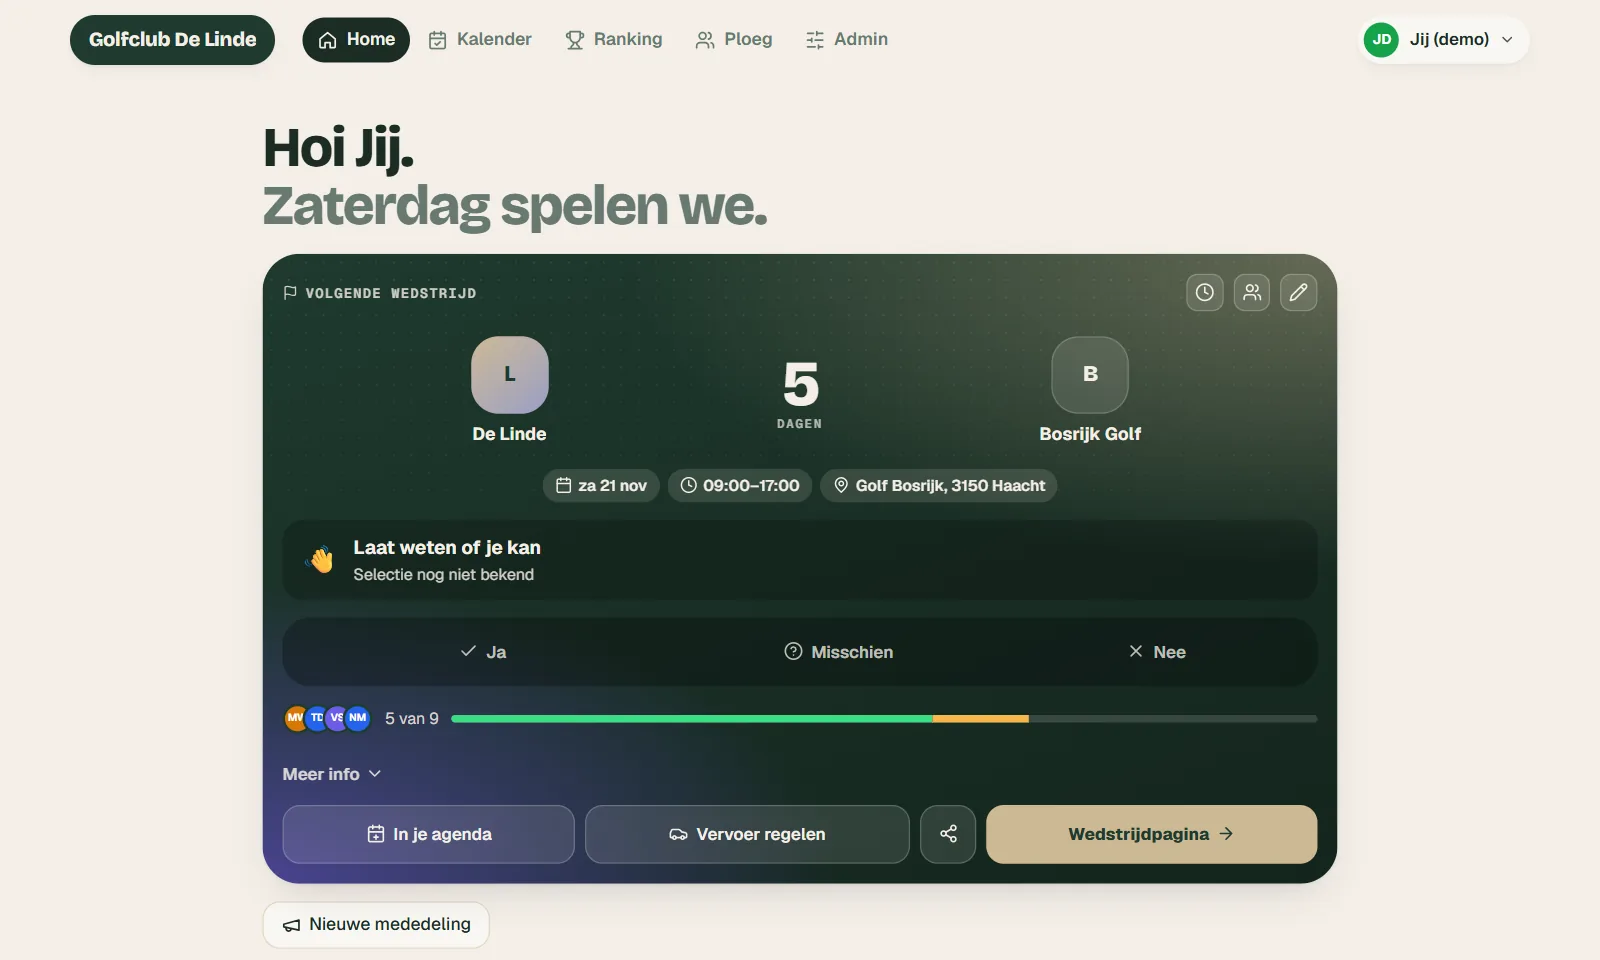 Golfclub De Linde
Home
Kalender
Ranking
Ploeg
Admin
JD
Jij (demo)
Hoi Jij.
Zaterdag spelen we.
VOLGENDE WEDSTRIJD
L
De Linde
5
DAGEN
B
Bosrijk Golf
za 21 nov
09:00–17:00
Golf Bosrijk, 3150 Haacht
Laat weten of je kan
Selectie nog niet bekend
Ja
Misschien
Nee
NM
5 van 9
Meer info
In je agenda
Vervoer regelen
Wedstrijdpagina
Nieuwe mededeling